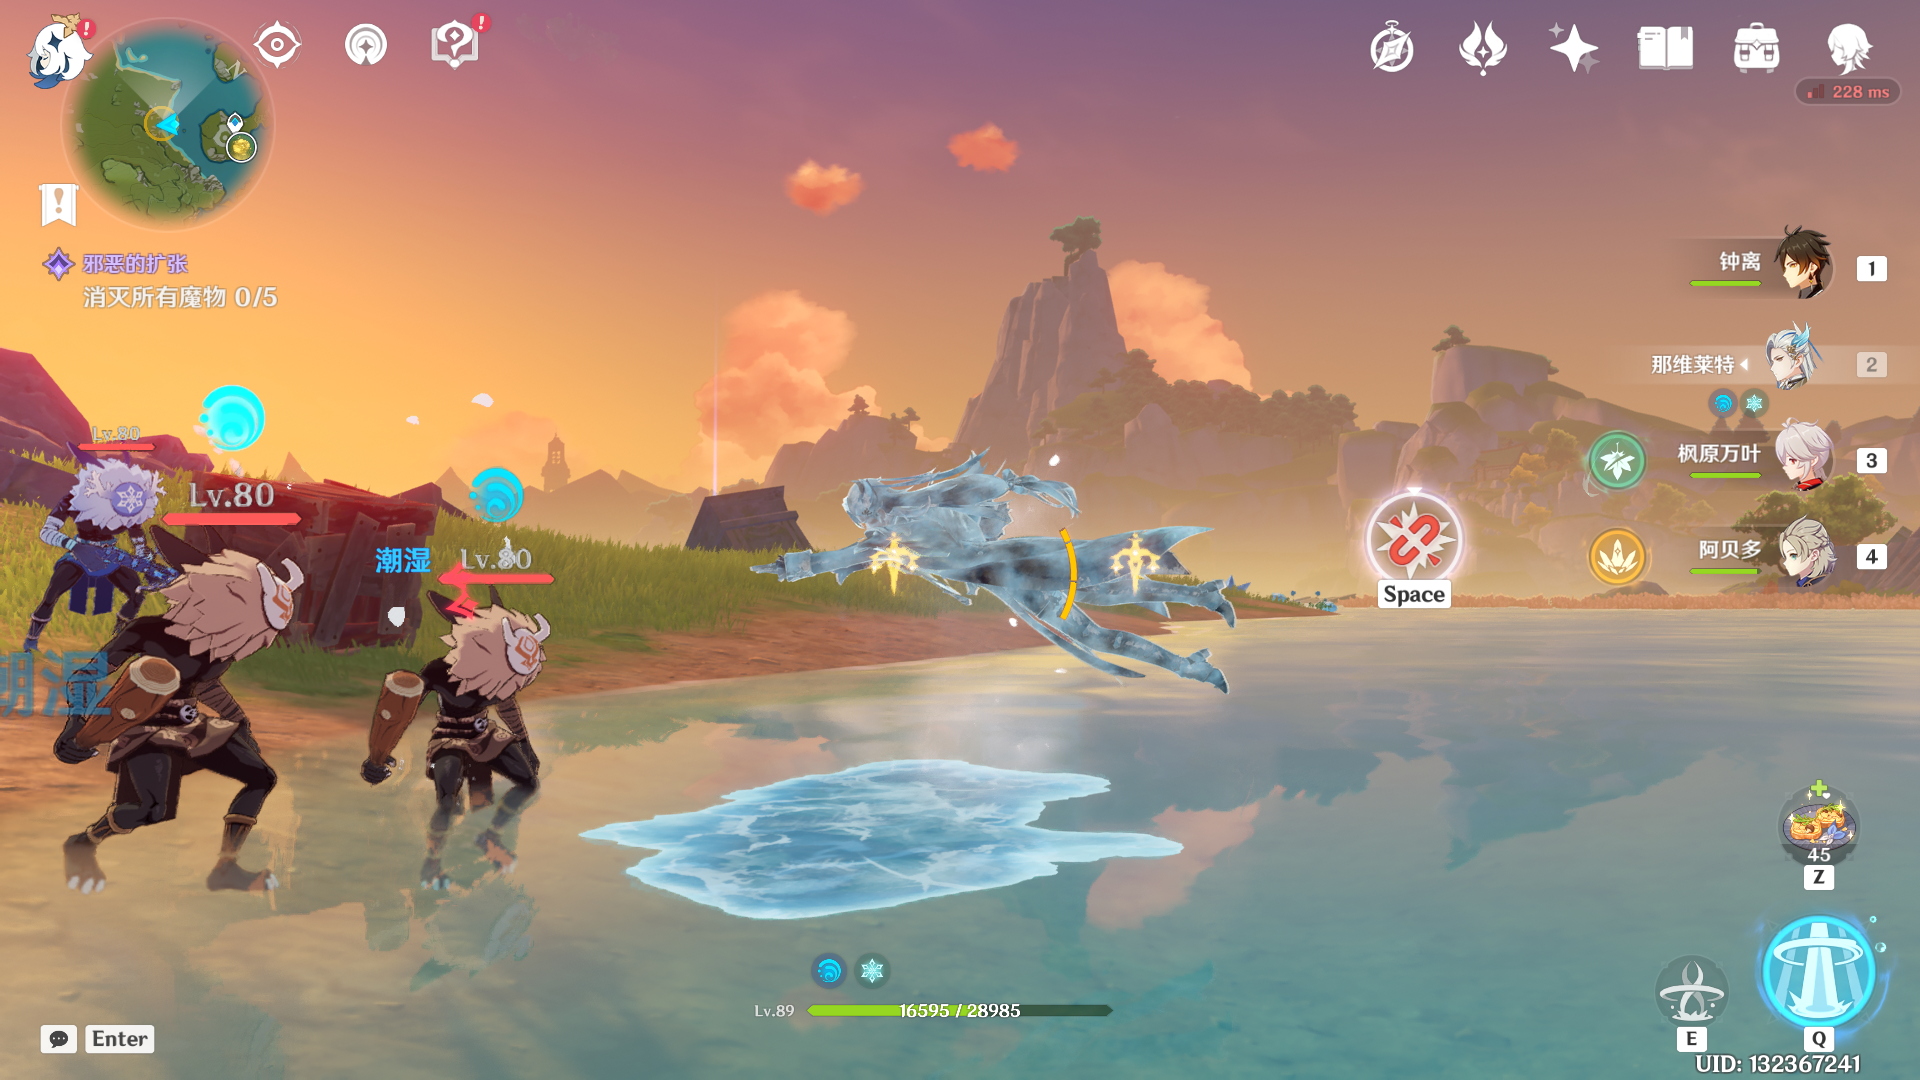 228 ms
邪恶的扩张
消灭所有魔物 0/5
钟离
1
那维莱特
2
Lv.80
Lv.80
潮湿
Lv.80
枫原万叶
3
阿贝多
4
Space
潮湿
45
Z
Lv.89
16595 / 28985
Enter
E
Q
UID: 132367241